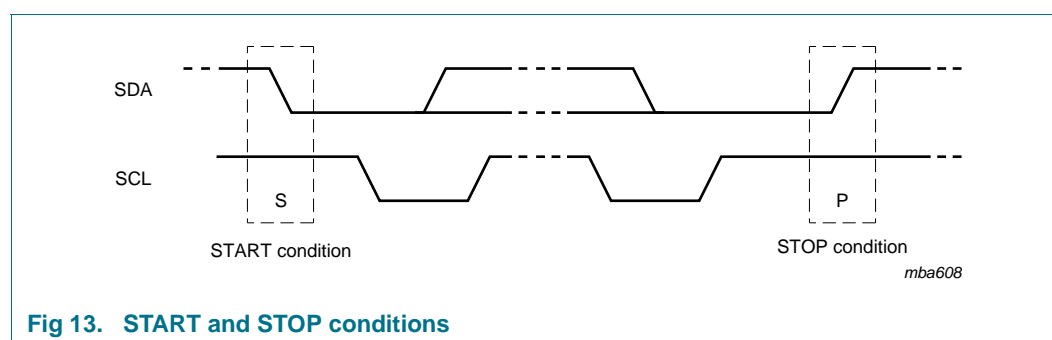 SDA
SCL
S
P
START condition
STOP condition
mba608
Fig 13. START and STOP conditions